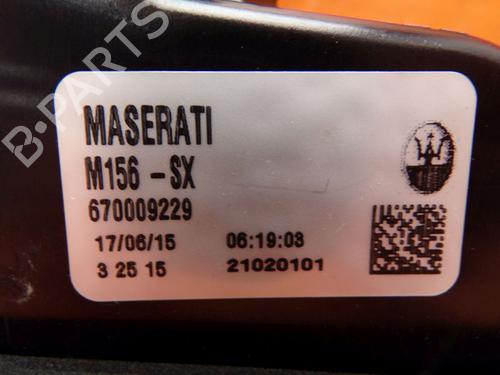 B-PARTS
MASERATI
M156 - SX
670009229
17/06/15 06:19:03
3 25 15 21020101